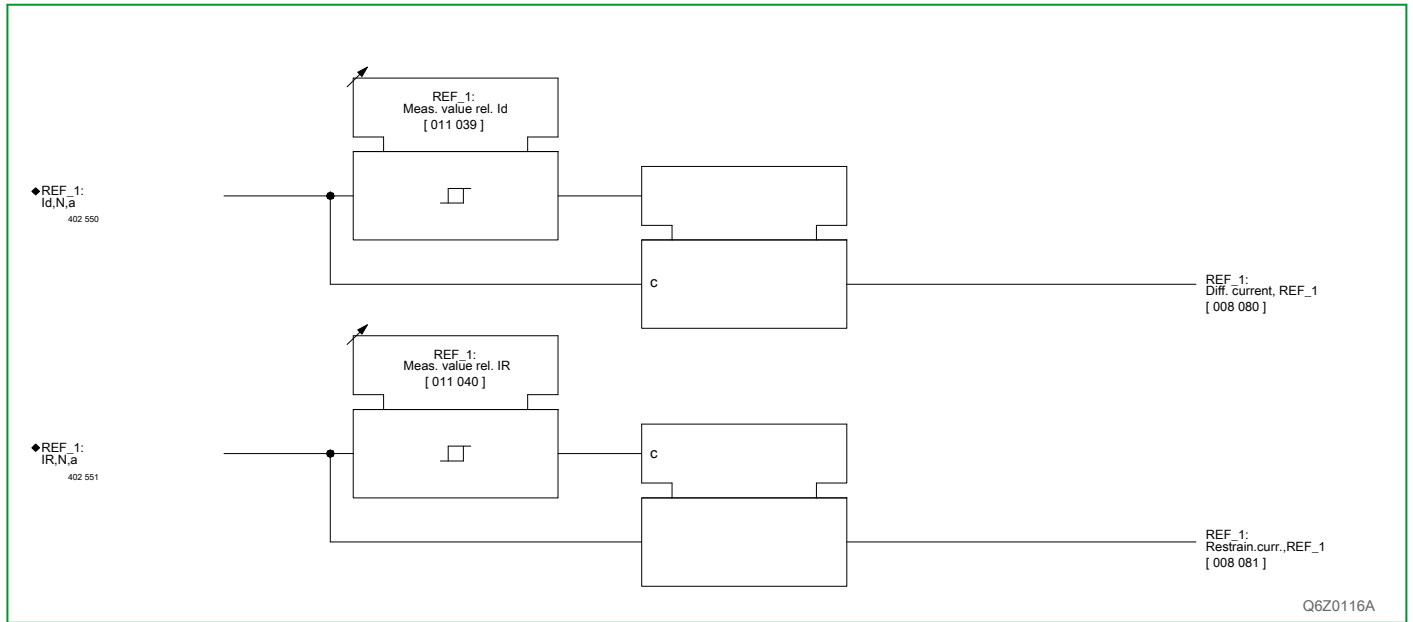 REF_1:
Meas. value rel. Id
[ 011 039 ]
◆REF_1:
Id,N,a
402 550
C
REF_1:
Diff. current, REF_1
[ 008 080 ]
REF_1:
Meas. value rel. IR
[ 011 040 ]
◆REF_1:
IR,N,a
402 551
C
REF_1:
Restrain.curr.,REF_1
[ 008 081 ]
Q6Z0116A